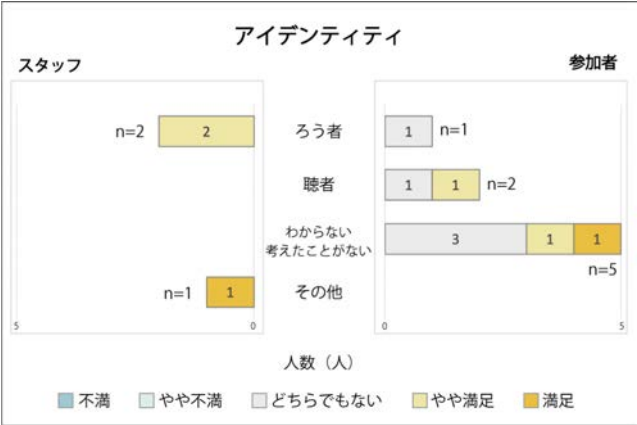 アイデンティティ
スタッフ
参加者
n=2 2 ろう者 1 n=1
聴者 1 1 n=2
わからない
考えたことがない
3 1 1
n=5
n=1 1 その他
5 0 0 5
人数（人）
不満 やや不満 どちらでもない やや満足 満足